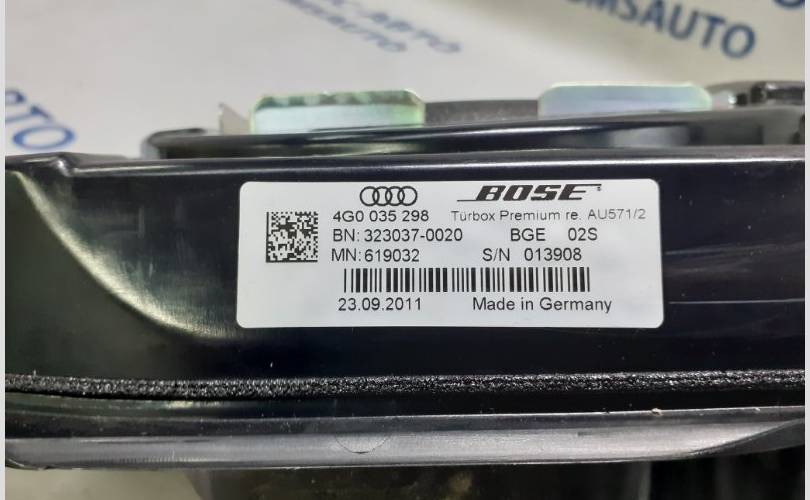 MSAUTO
BOSE
4G0 035 298 Türbox Premium re. AU571/2
BN: 323037-0020 BGE 02S
MN: 619032 S/N 013908
23.09.2011 Made in Germany